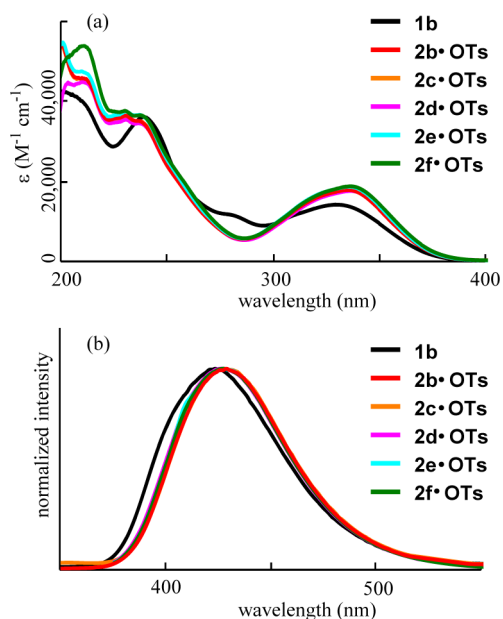 (a)
1b
2b• OTs
2c• OTs
2d• OTs
2e• OTs
2f• OTs
ε (M⁻¹ cm⁻¹)
40,000
20,000
0
200
300
400
wavelength (nm)
(b)
1b
2b• OTs
2c• OTs
2d• OTs
2e• OTs
2f• OTs
normalized intensity
400
500
wavelength (nm)